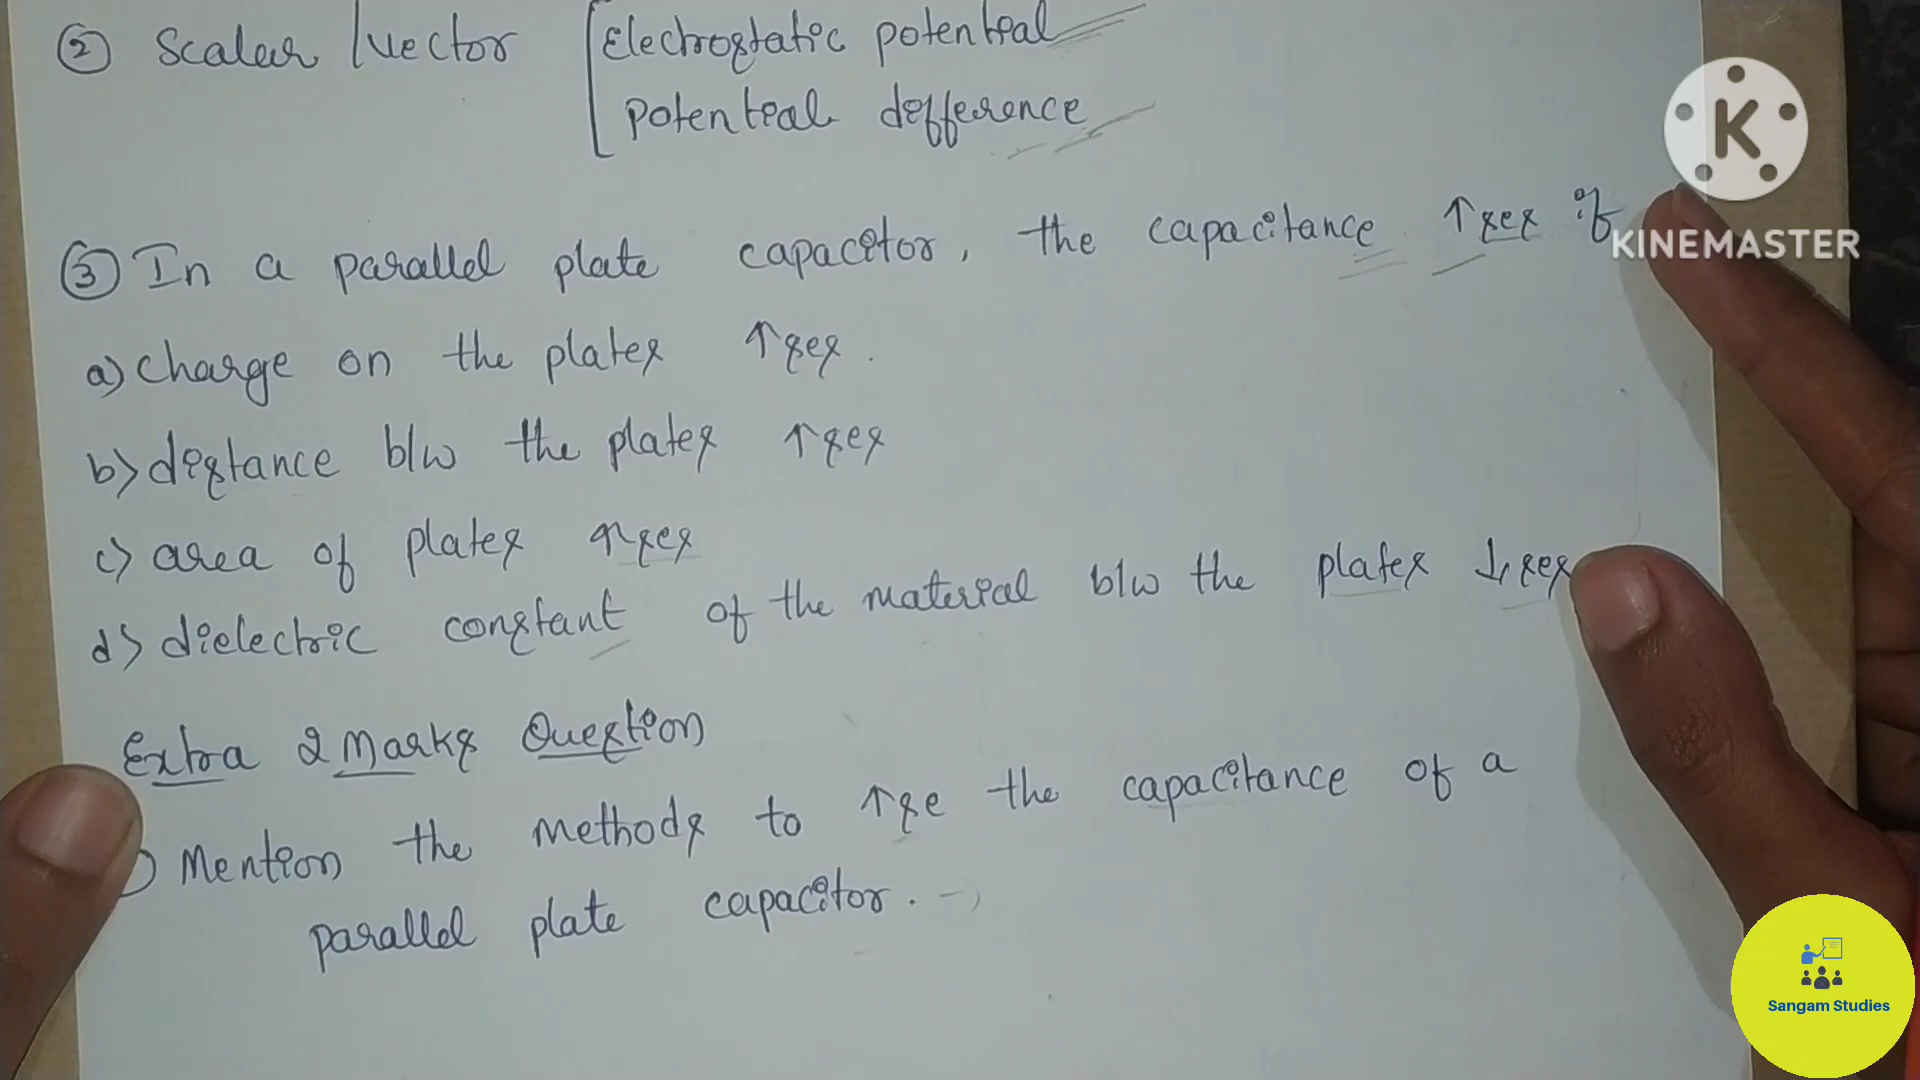 ② Scalar / Vector [Electrostatic potential
potential difference
③ In a parallel plate capacitor, the capacitance ↑ses if
a) charge on the plates ↑ses.
b) distance b/w the plates ↑ses
c) area of plates ↑ses
d) dielectric constant of the material b/w the plates ↓ses
Extra 2 Marks Question
) Mention the methods to ↑se the capacitance of a
parallel plate capacitor.
K
KINEMASTER
Sangam Studies